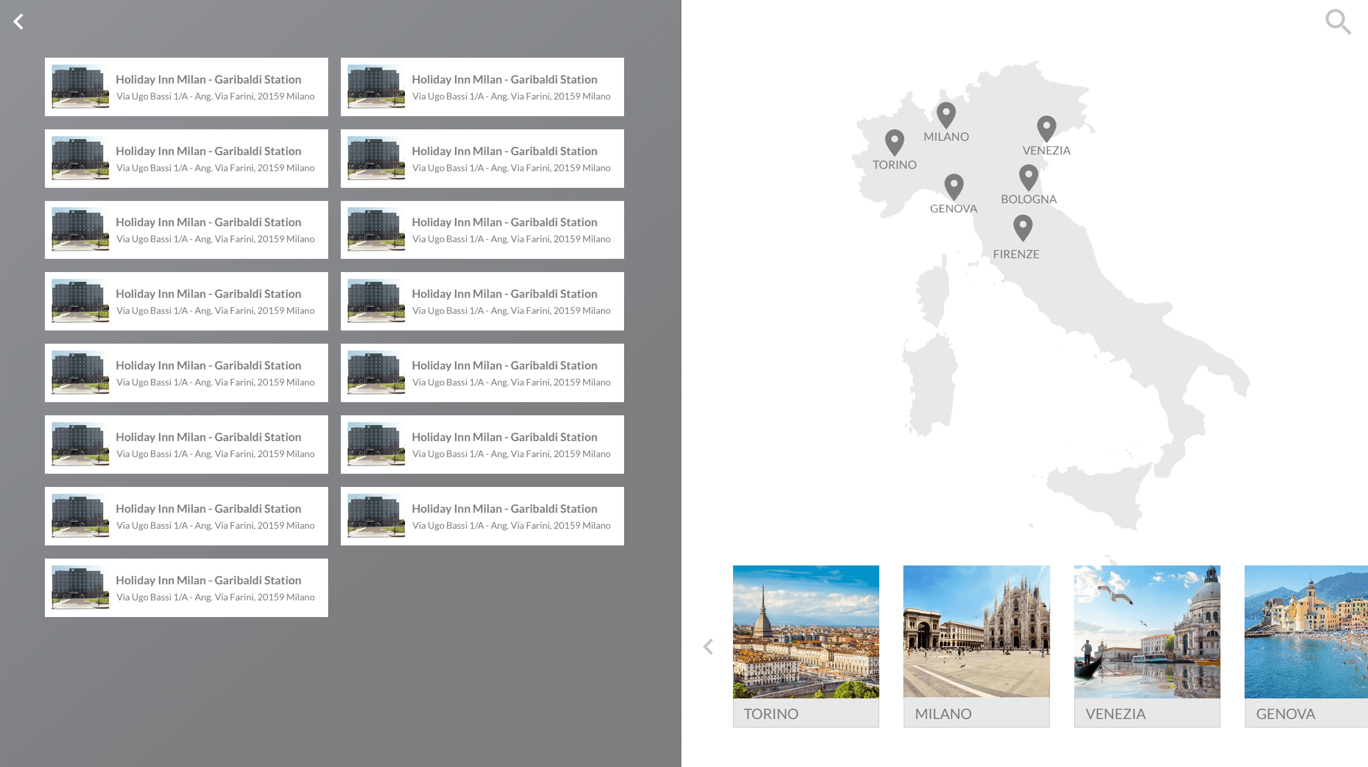 Holiday Inn Milan - Garibaldi Station
Via Ugo Bassi 1/A - Ang. Via Farini, 20159 Milano
Holiday Inn Milan - Garibaldi Station
Via Ugo Bassi 1/A - Ang. Via Farini, 20159 Milano
Holiday Inn Milan - Garibaldi Station
Via Ugo Bassi 1/A - Ang. Via Farini, 20159 Milano
Holiday Inn Milan - Garibaldi Station
Via Ugo Bassi 1/A - Ang. Via Farini, 20159 Milano
Holiday Inn Milan - Garibaldi Station
Via Ugo Bassi 1/A - Ang. Via Farini, 20159 Milano
Holiday Inn Milan - Garibaldi Station
Via Ugo Bassi 1/A - Ang. Via Farini, 20159 Milano
Holiday Inn Milan - Garibaldi Station
Via Ugo Bassi 1/A - Ang. Via Farini, 20159 Milano
Holiday Inn Milan - Garibaldi Station
Via Ugo Bassi 1/A - Ang. Via Farini, 20159 Milano
Holiday Inn Milan - Garibaldi Station
Via Ugo Bassi 1/A - Ang. Via Farini, 20159 Milano
Holiday Inn Milan - Garibaldi Station
Via Ugo Bassi 1/A - Ang. Via Farini, 20159 Milano
Holiday Inn Milan - Garibaldi Station
Via Ugo Bassi 1/A - Ang. Via Farini, 20159 Milano
Holiday Inn Milan - Garibaldi Station
Via Ugo Bassi 1/A - Ang. Via Farini, 20159 Milano
Holiday Inn Milan - Garibaldi Station
Via Ugo Bassi 1/A - Ang. Via Farini, 20159 Milano
Holiday Inn Milan - Garibaldi Station
Via Ugo Bassi 1/A - Ang. Via Farini, 20159 Milano
Holiday Inn Milan - Garibaldi Station
Via Ugo Bassi 1/A - Ang. Via Farini, 20159 Milano
MILANO
VENEZIA
TORINO
BOLOGNA
GENOVA
FIRENZE
TORINO
MILANO
VENEZIA
GENOVA